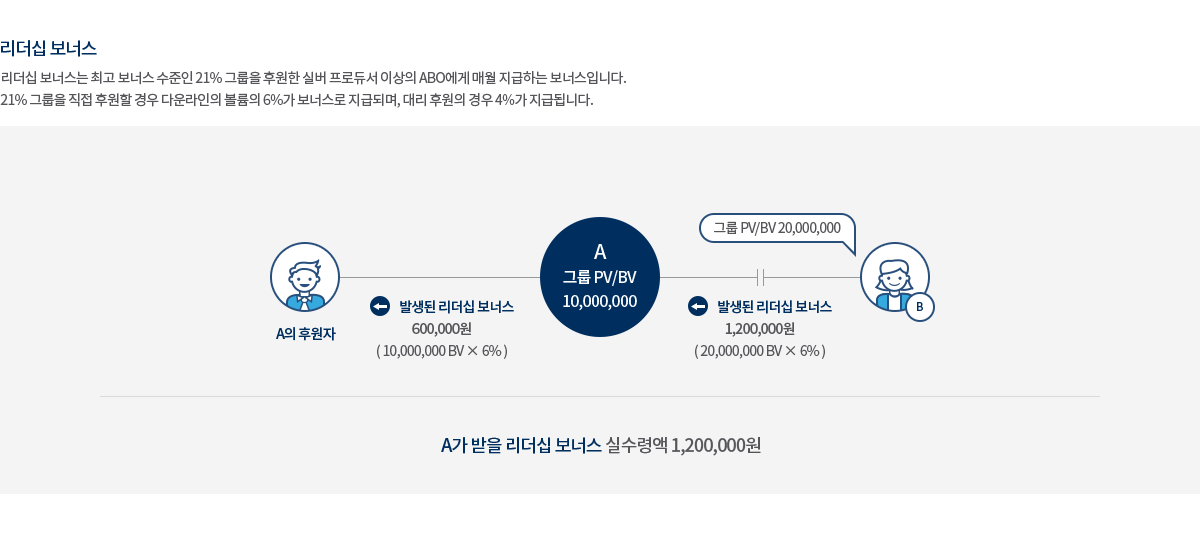 리더십 보너스
리더십 보너스는 최고 보너스 수준인 21% 그룹을 후원한 실버 프로듀서 이상의 ABO에게 매월 지급하는 보너스입니다.
21% 그룹을 직접 후원할 경우 다운라인의 볼륨의 6%가 보너스로 지급되며, 대리 후원의 경우 4%가 지급됩니다.
그룹 PV/BV 20,000,000
A
그룹 PV/BV
10,000,000
A의 후원자
발생된 리더십 보너스
600,000원
( 10,000,000 BV × 6% )
발생된 리더십 보너스
1,200,000원
( 20,000,000 BV × 6% )
B
A가 받을 리더십 보너스 실수령액 1,200,000원